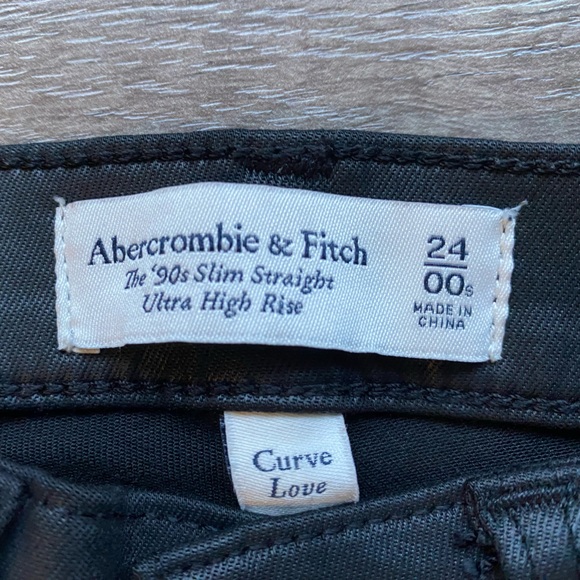 Abercrombie & Fitch
The '90s Slim Straight
Ultra High Rise
24
00s
MADE IN
CHINA
Curve
Love